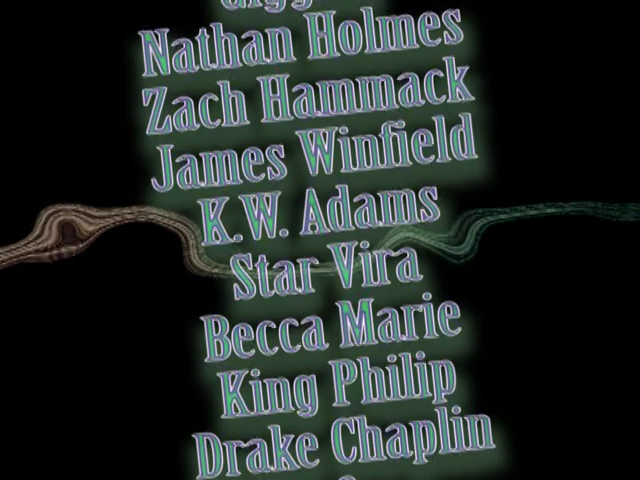 Nathan Holmes
Zach Hammack
James Winfield
K.W. Adams
Star Vira
Becca Marie
King Philip
Drake Chaplin